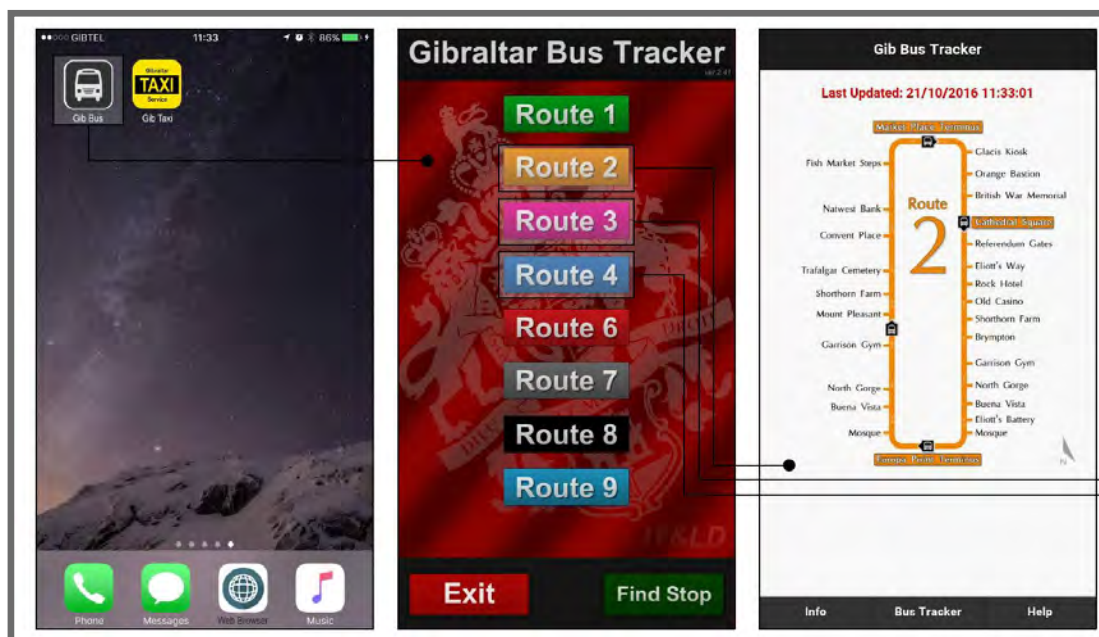 GIBTEL 11:33 86%
Gibraltar TAXI Service
Gib Bus Gib Taxi
Phone Messages Web Browser Music
Gibraltar Bus Tracker
ver 2.41
Route 1
Route 2
Route 3
Route 4
Route 6
Route 7
Route 8
Route 9
Exit Find Stop
Gib Bus Tracker
Last Updated: 21/10/2016 11:33:01
Market Place Terminus
Fish Market Steps
Natwest Bank
Convent Place
Trafalgar Cemetery
Shorthorn Farm
Mount Pleasant
Garrison Gym
North Gorge
Buena Vista
Mosque
Route
2
Glacis Kiosk
Orange Bastion
British War Memorial
Cathedral Square
Referendum Gates
Eliott's Way
Rock Hotel
Old Casino
Shorthorn Farm
Brympton
Garrison Gym
North Gorge
Buena Vista
Eliott's Battery
Mosque
Europa Point Terminus
N
Info Bus Tracker Help